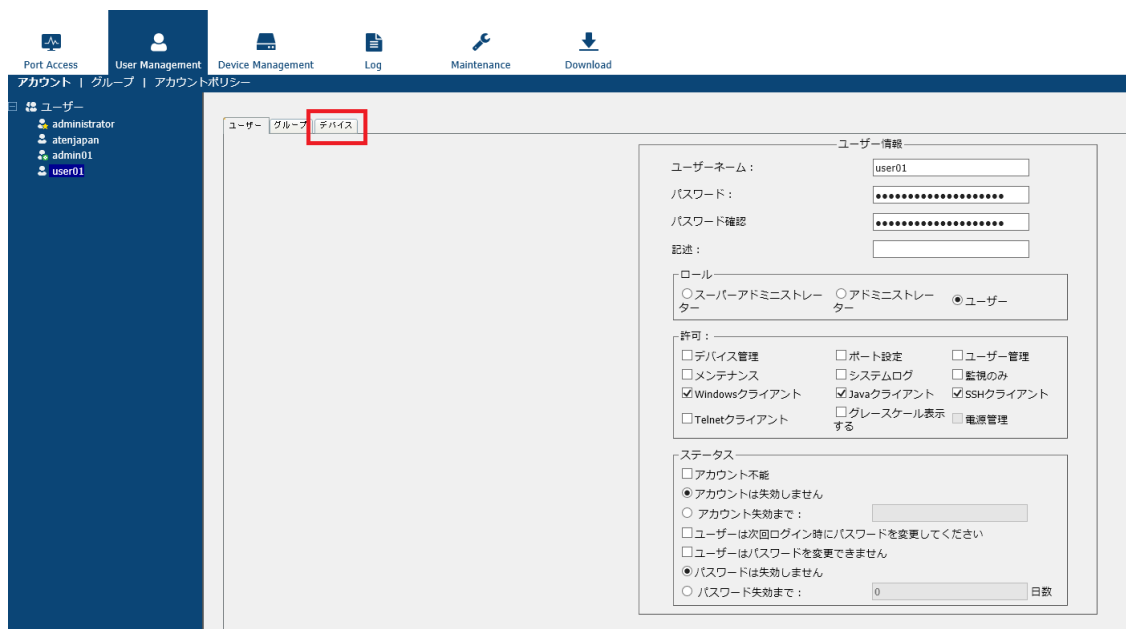 Port Access User Management Device Management Log Maintenance Download
アカウント | グループ | アカウントポリシー
ユーザー
administrator
atenjapan
admin01
user01
ユーザー グループ デバイス
ユーザー情報
ユーザーネーム： user01
パスワード： ●●●●●●●●●●●●●●●●●●●●
パスワード確認 ●●●●●●●●●●●●●●●●●●●●
記述：
ロール
スーパーアドミニストレー アドミニストレー ユーザー
ター ター
許可：
デバイス管理 ポート設定 ユーザー管理
メンテナンス システムログ 監視のみ
Windowsクライアント Javaクライアント SSHクライアント
Telnetクライアント グレースケール表示 電源管理
する
ステータス
アカウント不能
アカウントは失効しません
アカウント失効まで：
ユーザーは次回ログイン時にパスワードを変更してください
ユーザーはパスワードを変更できません
パスワードは失効しません
パスワード失効まで： 0 日数